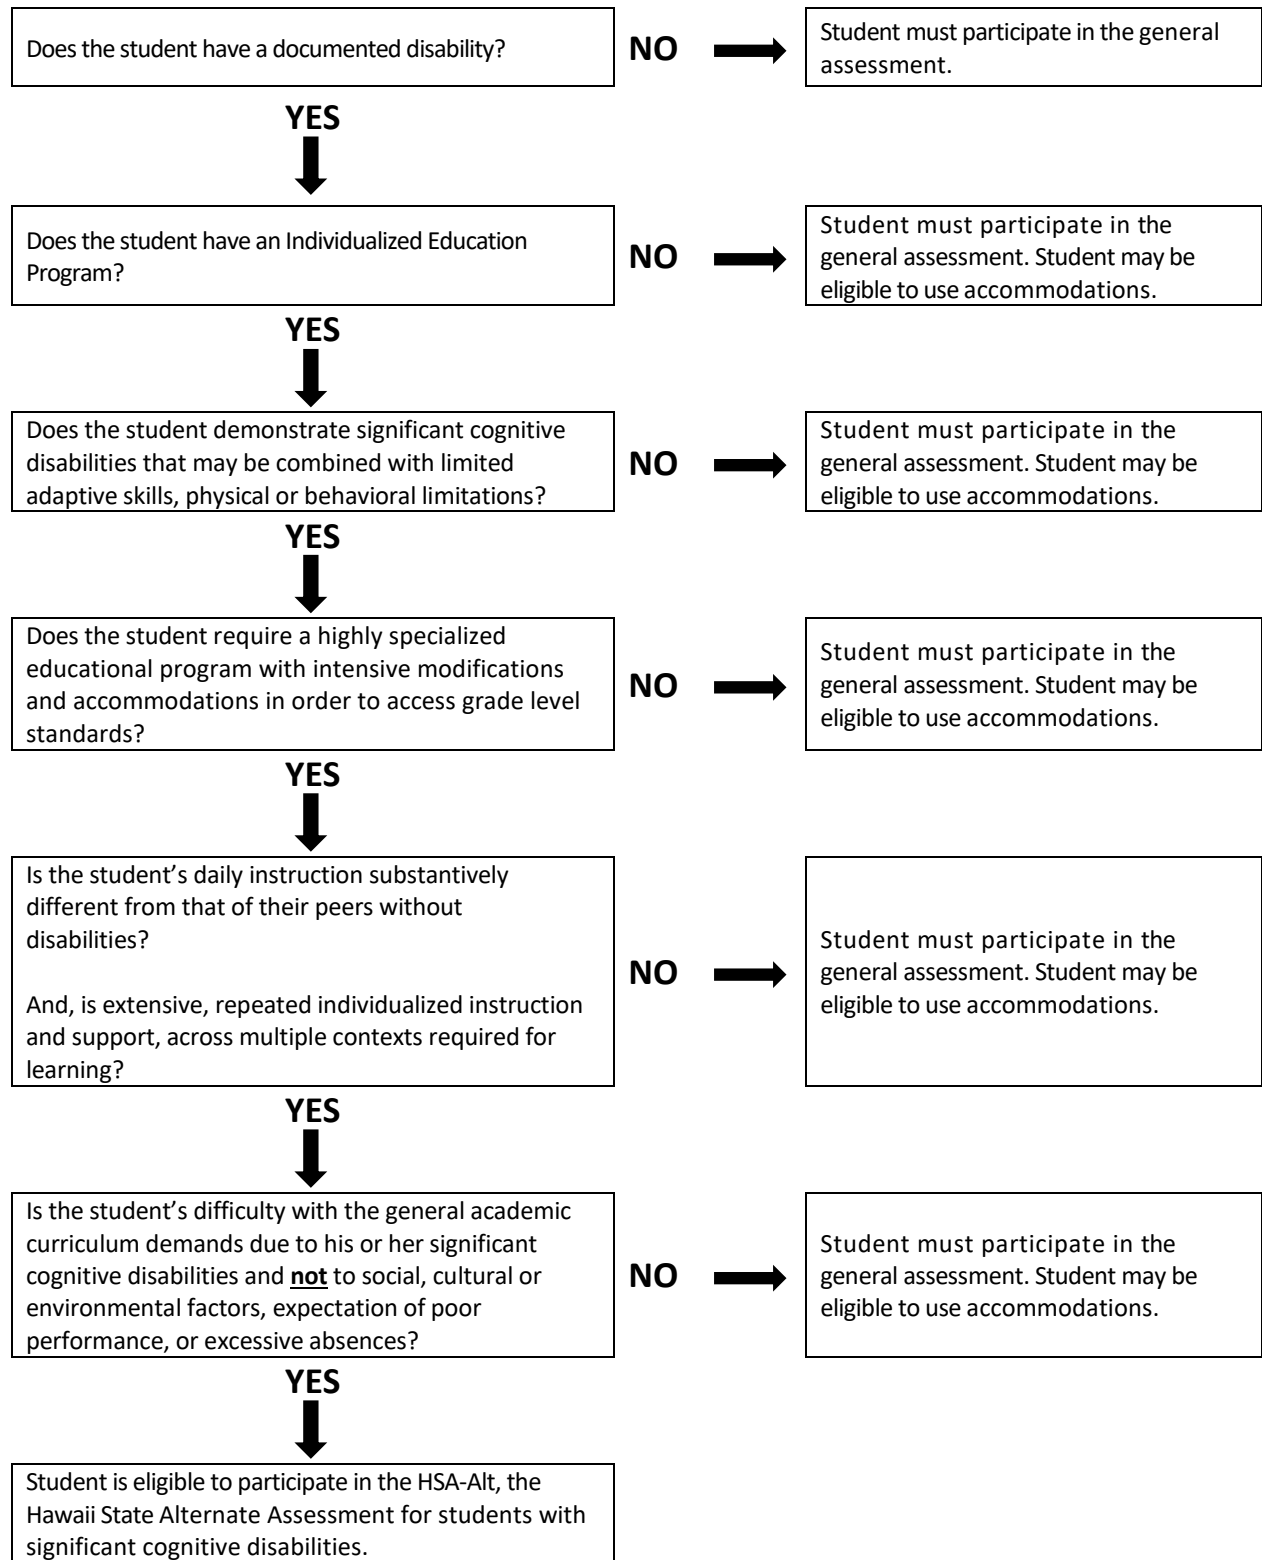 Does the student have a documented disability?
NO
Student must participate in the general
assessment.
YES
Does the student have an Individualized Education
Program?
NO
Student must participate in the
general assessment. Student may be
eligible to use accommodations.
YES
Does the student demonstrate significant cognitive
disabilities that may be combined with limited
adaptive skills, physical or behavioral limitations?
NO
Student must participate in the
general assessment. Student may be
eligible to use accommodations.
YES
Does the student require a highly specialized
educational program with intensive modifications
and accommodations in order to access grade level
standards?
NO
Student must participate in the
general assessment. Student may be
eligible to use accommodations.
YES
Is the student’s daily instruction substantively
different from that of their peers without
disabilities?
And, is extensive, repeated individualized instruction
and support, across multiple contexts required for
learning?
NO
Student must participate in the
general assessment. Student may be
eligible to use accommodations.
YES
Is the student’s difficulty with the general academic
curriculum demands due to his or her significant
cognitive disabilities and not to social, cultural or
environmental factors, expectation of poor
performance, or excessive absences?
NO
Student must participate in the
general assessment. Student may be
eligible to use accommodations.
YES
Student is eligible to participate in the HSA-Alt, the
Hawaii State Alternate Assessment for students with
significant cognitive disabilities.